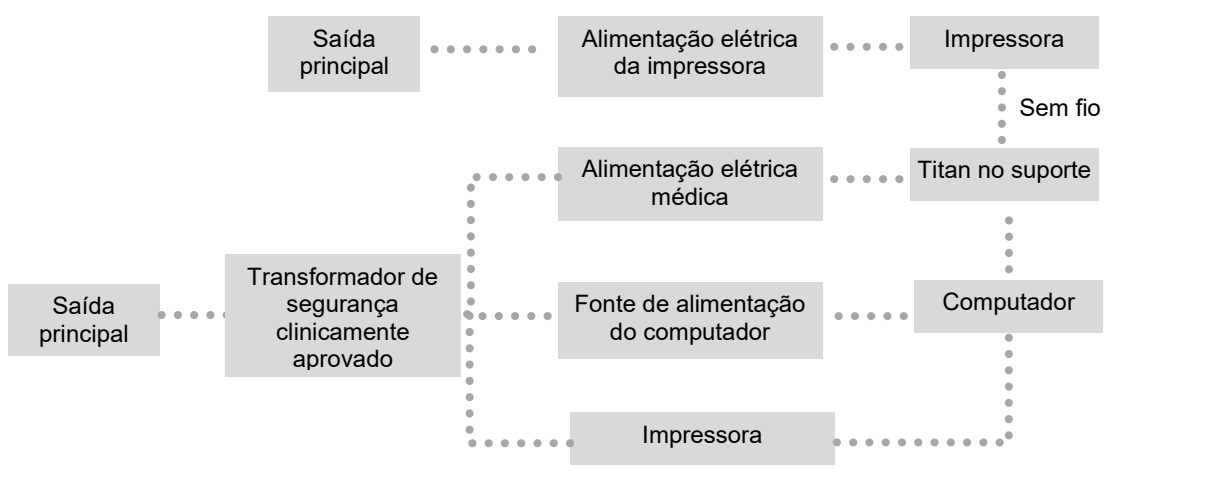 Saída
principal
Alimentação elétrica
da impressora
Impressora
Sem fio
Alimentação elétrica
médica
Titan no suporte
Saída
principal
Transformador de
segurança
clinicamente
aprovado
Fonte de alimentação
do computador
Computador
Impressora